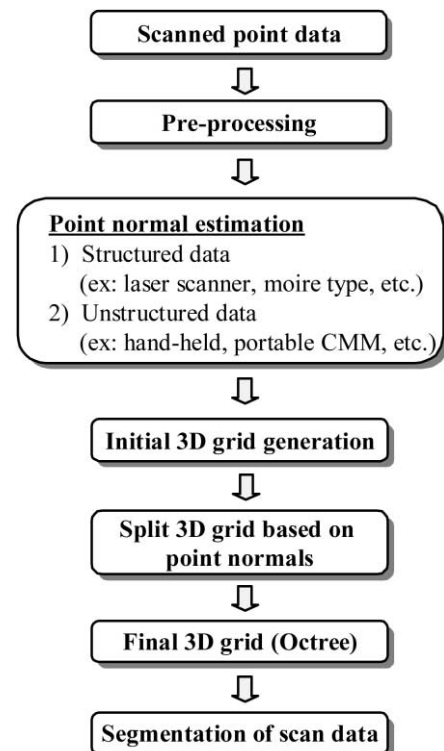 Scanned point data
Pre-processing
Point normal estimation
1) Structured data
(ex: laser scanner, moire type, etc.)
2) Unstructured data
(ex: hand-held, portable CMM, etc.)
Initial 3D grid generation
Split 3D grid based on
point normals
Final 3D grid (Octree)
Segmentation of scan data